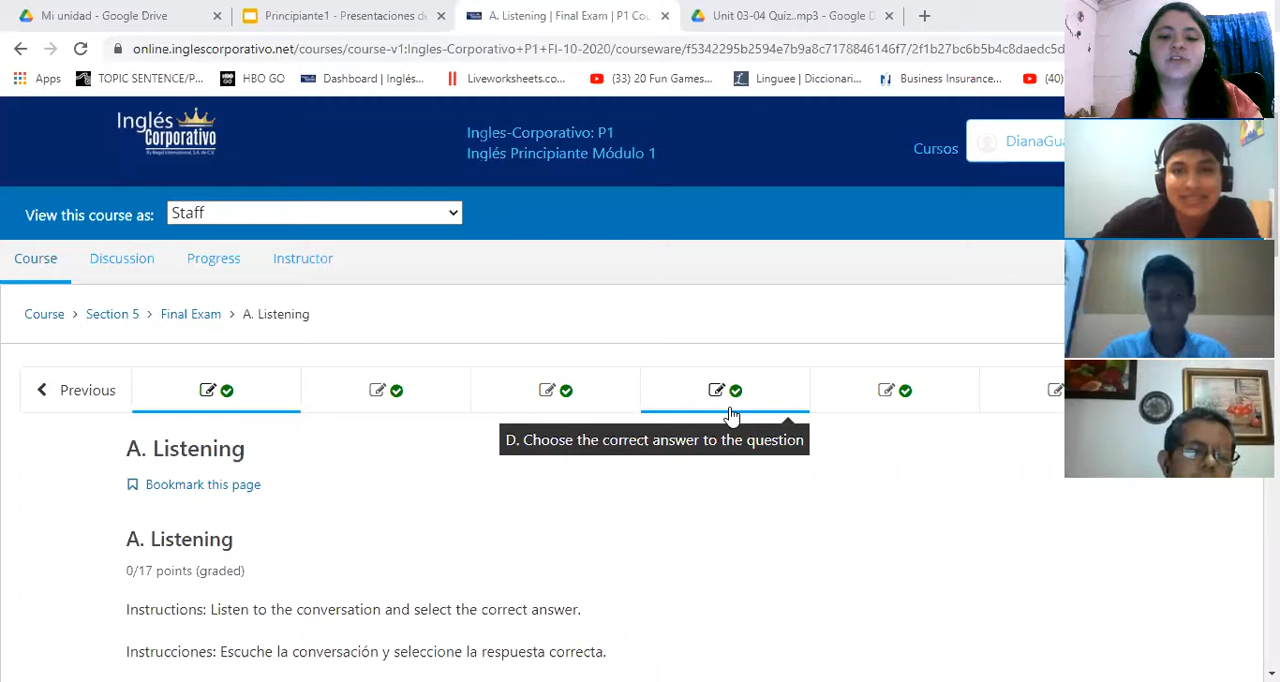 Mi unidad - Google Drive
Principiante1 - Presentaciones de
A. Listening | Final Exam | P1 Co
Unit 03-04 Quiz..mp3 - Google D
online.inglescorporativo.net/courses/course-v1:Ingles-Corporativo+P1+FI-10-2020/courseware/f5342295b2594e7b9a8c7178846146f7/2f1b27bc6b5b4c8daedc5d
Apps
TOPIC SENTENCE/P...
HBO GO
Dashboard | Inglés...
Liveworksheets.co...
(33) 20 Fun Games...
Linguee | Diccionari...
Business Insurance...
(40)
Inglés
Corporativo
Ingles-Corporativo: P1
Inglés Principiante Módulo 1
Cursos
DianaGua
View this course as:
Staff
Course
Discussion
Progress
Instructor
Course > Section 5 > Final Exam > A. Listening
Previous
D. Choose the correct answer to the question
A. Listening
Bookmark this page
A. Listening
0/17 points (graded)
Instructions: Listen to the conversation and select the correct answer.
Instrucciones: Escuche la conversación y seleccione la respuesta correcta.